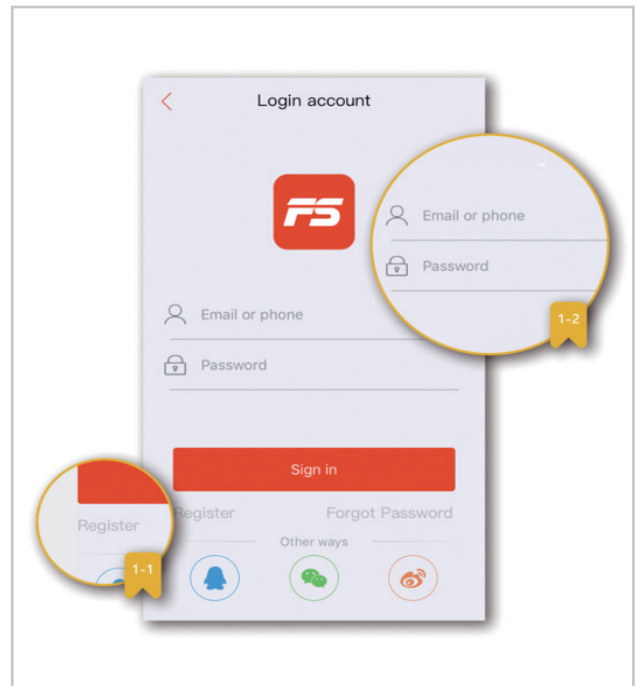 Login account
FS
Email or phone
Password
Email or phone
Password
1-2
Sign in
Register
Forgot Password
Register
1-1
Other ways